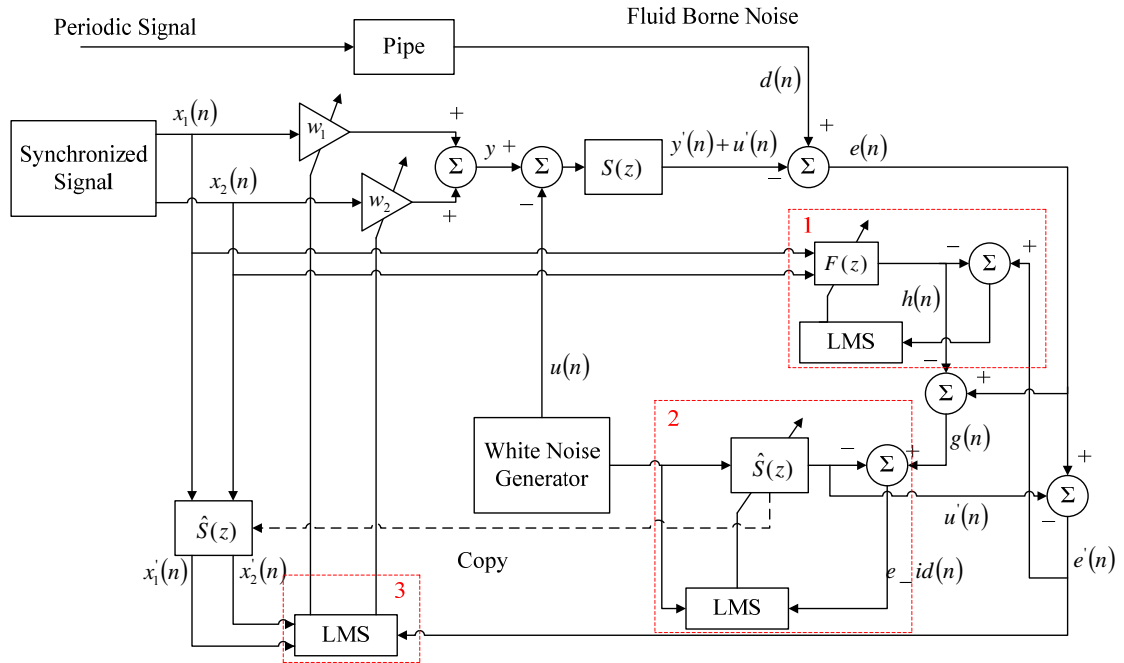 Fluid Borne Noise
Periodic Signal
Pipe
d(n)
x₁(n)
w₁
+
+
Synchronized
Signal
x₂(n)
w₂
Σ
y
+
Σ
S(z)
y'(n)+u'(n)
Σ
e(n)
−
+
−
1
F(z)
−
Σ
+
h(n)
LMS
−
Σ
+
u(n)
g(n)
2
White Noise
Generator
Ŝ(z)
−
Σ
+
+
Σ
−
u'(n)
Ŝ(z)
Copy
x₁'(n)
x₂'(n)
e_id(n)
e'(n)
3
LMS
LMS